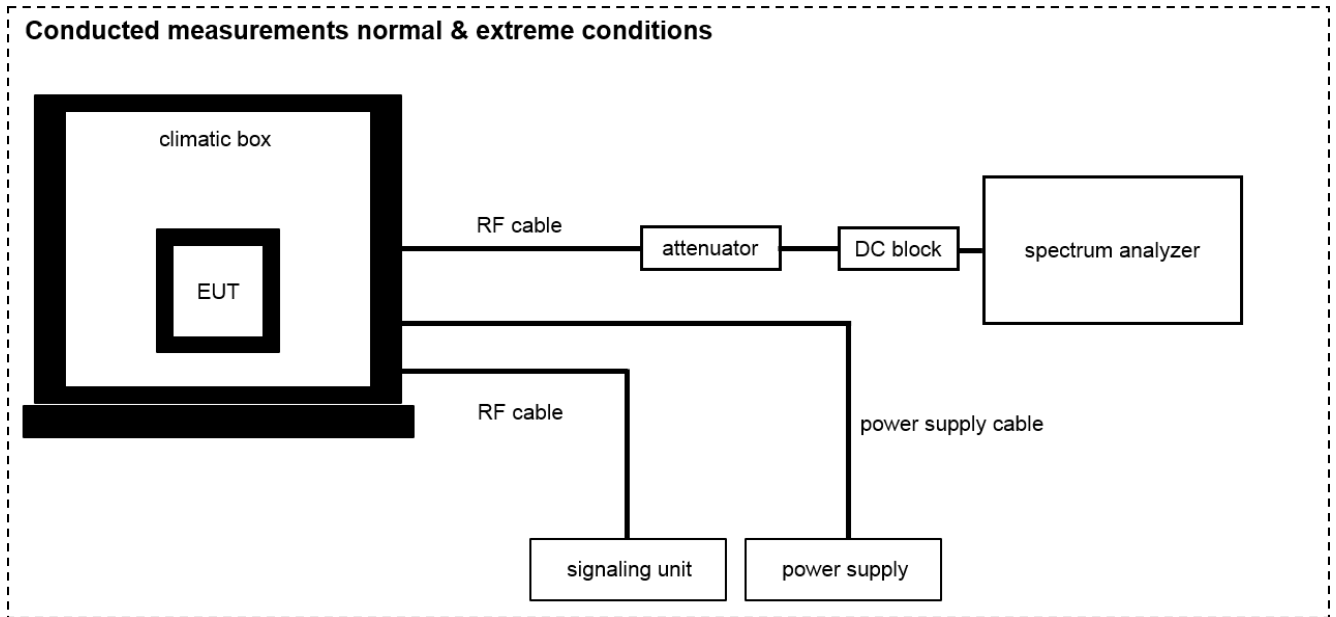 Conducted measurements normal & extreme conditions
climatic box
RF cable
attenuator
DC block
spectrum analyzer
EUT
RF cable
power supply cable
signaling unit
power supply